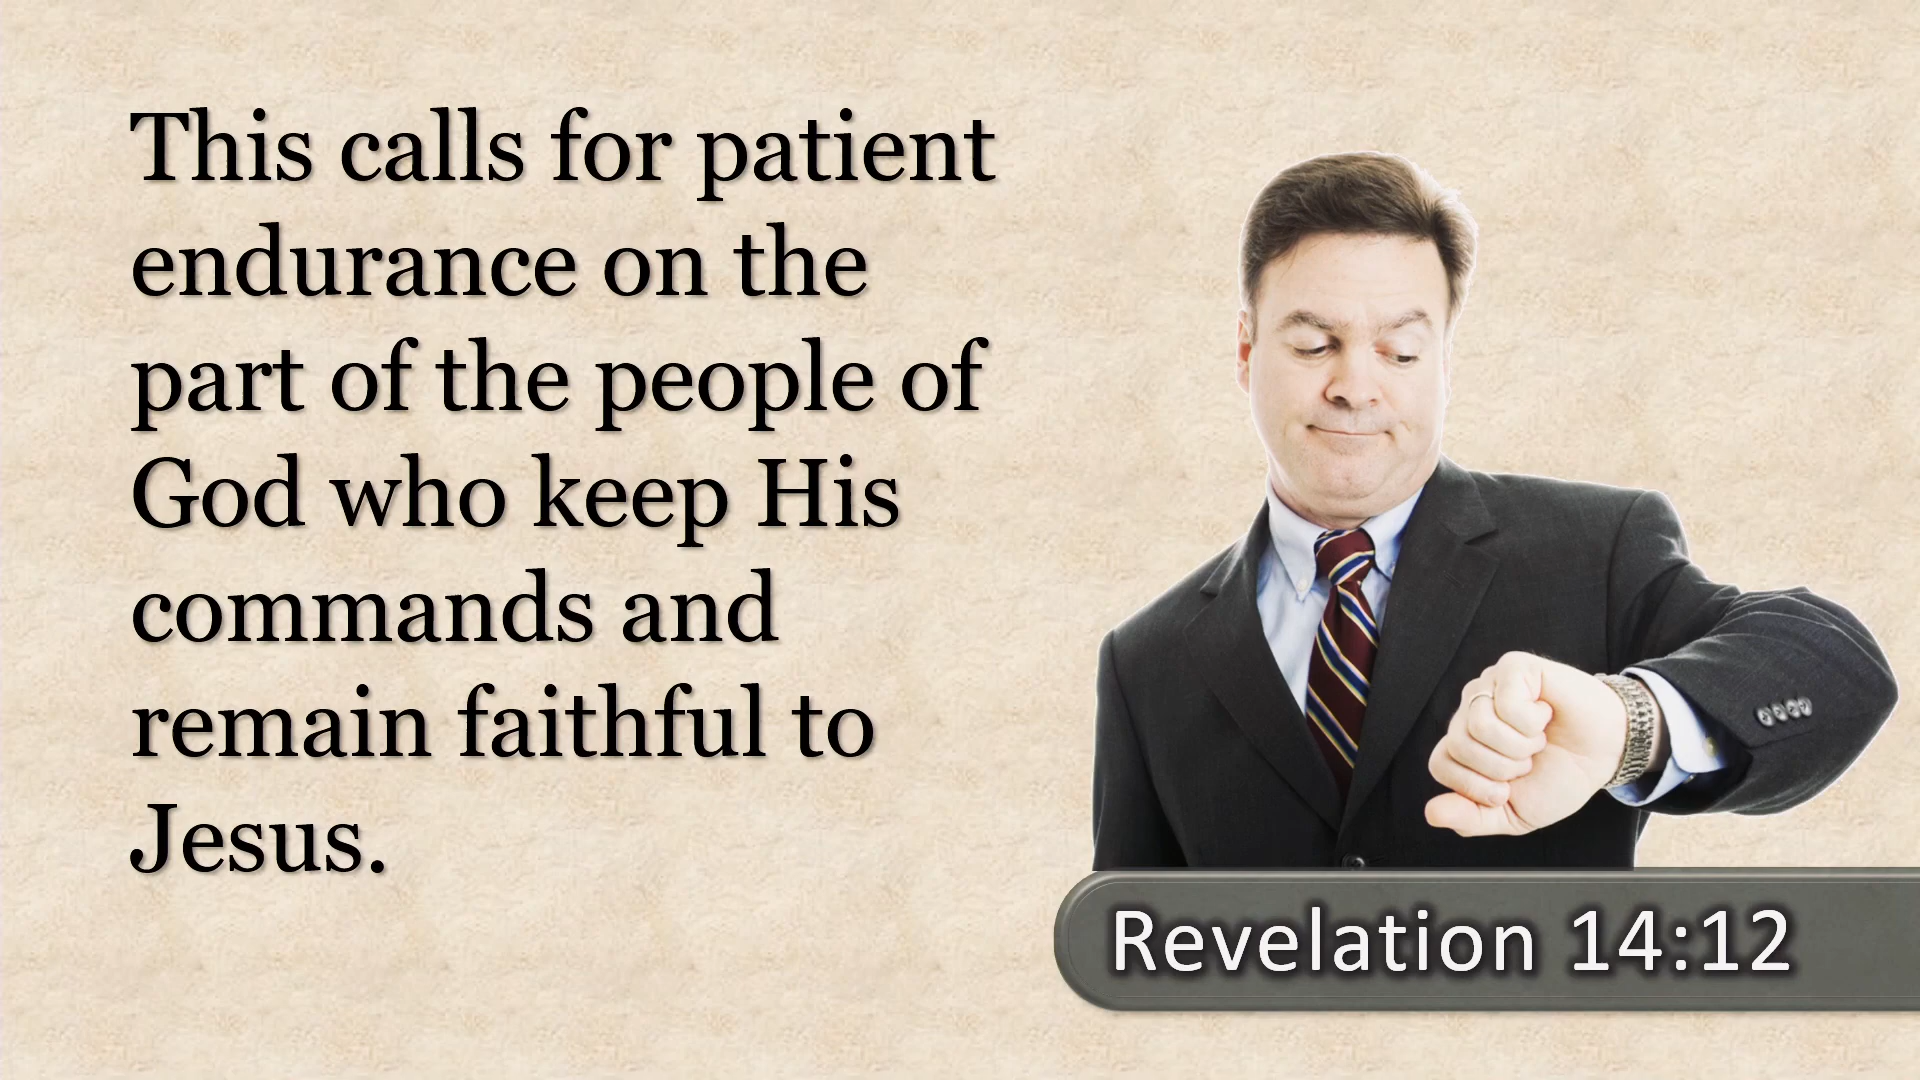 This calls for patient
endurance on the
part of the people of
God who keep His
commands and
remain faithful to
Jesus.
Revelation 14:12